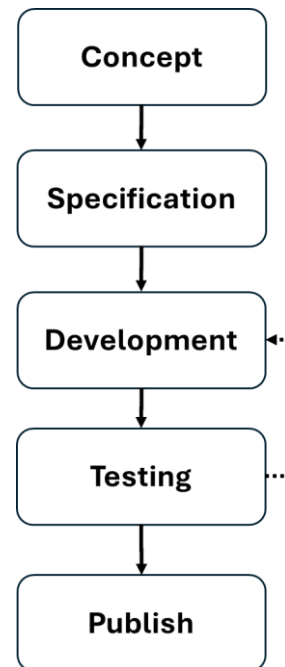 Concept
Specification
Development
Testing
Publish